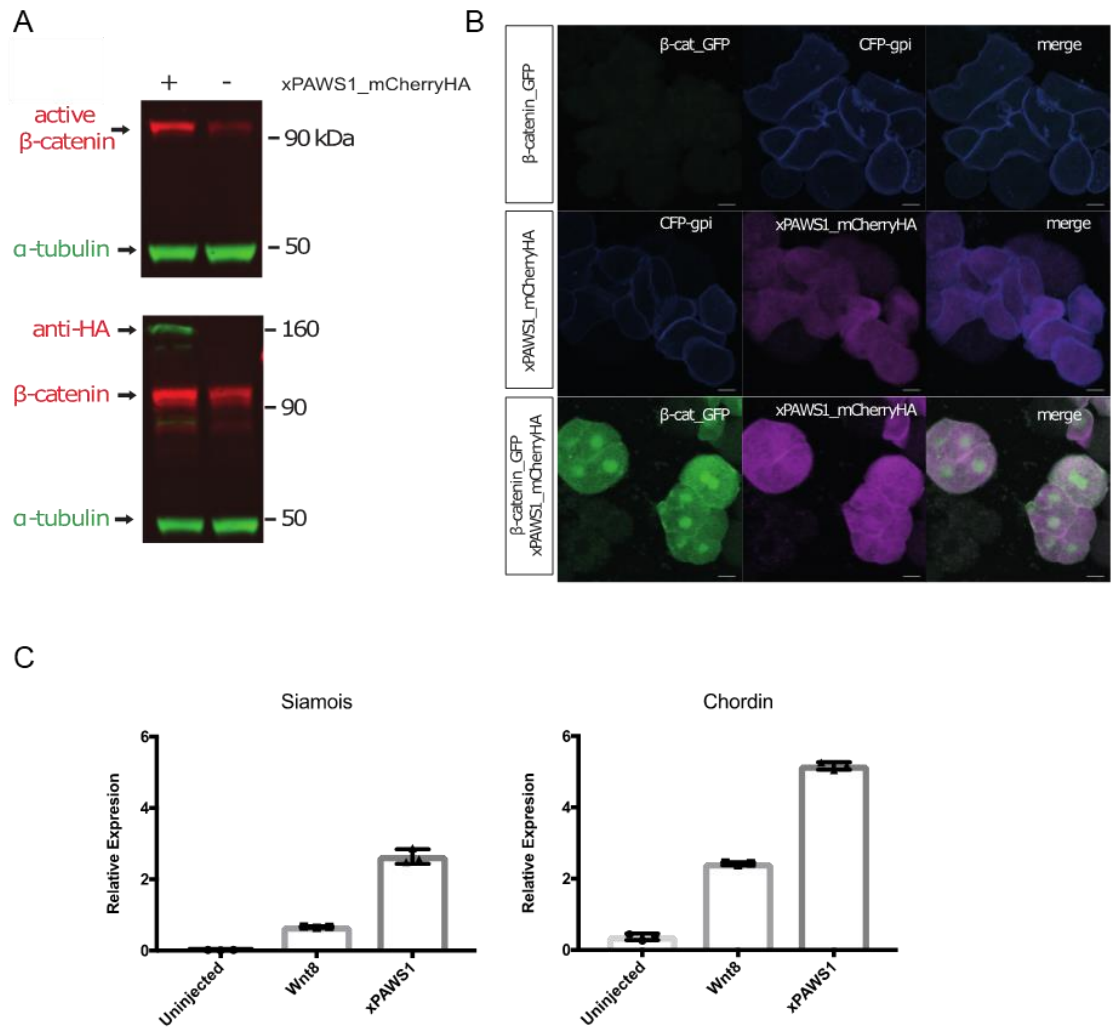 A
+ - xPAWS1_mCherryHA
active
β-catenin
90 kDa
α-tubulin
50
anti-HA
160
β-catenin
90
α-tubulin
50
B
β-catenin_GFP
β-cat_GFP
CFP-gpi
merge
xPAWS1_mCherryHA
CFP-gpi
xPAWS1_mCherryHA
merge
β-catenin_GFP
xPAWS1_mCherryHA
β-cat_GFP
xPAWS1_mCherryHA
merge
C
Siamois
Relative Expresion
6
4
2
0
Uninjected
Wnt8
xPAWS1
Chordin
Relative Expresion
6
4
2
0
Uninjected
Wnt8
xPAWS1